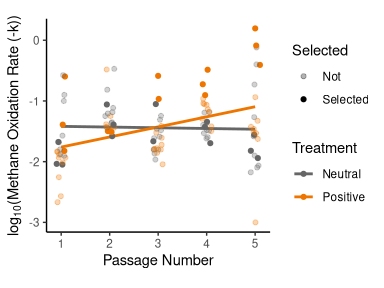 log10(Methane Oxidation Rate (-k))
0
-1
-2
-3
1
2
3
4
5
Passage Number
Selected
Not
Selected
Treatment
Neutral
Positive